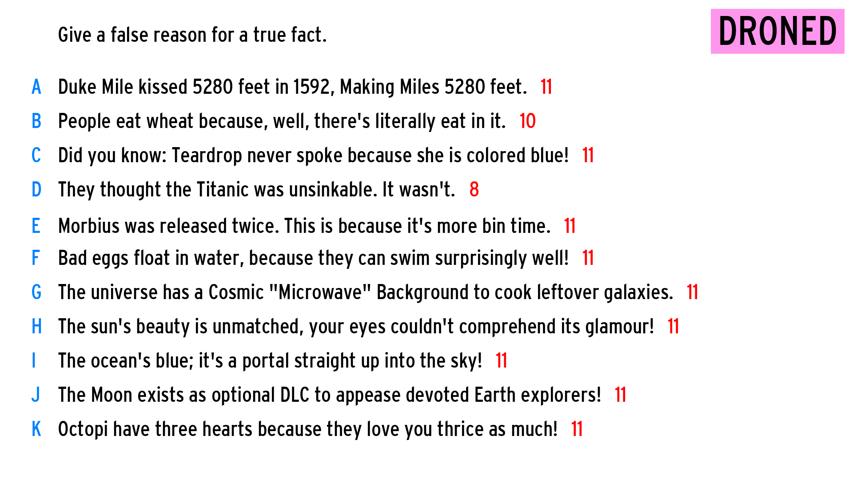 DRONED
Give a false reason for a true fact.
A Duke Mile kissed 5280 feet in 1592, Making Miles 5280 feet. 11
B People eat wheat because, well, there's literally eat in it. 10
C Did you know: Teardrop never spoke because she is colored blue! 11
D They thought the Titanic was unsinkable. It wasn't. 8
E Morbius was released twice. This is because it's more bin time. 11
F Bad eggs float in water, because they can swim surprisingly well! 11
G The universe has a Cosmic "Microwave" Background to cook leftover galaxies. 11
H The sun's beauty is unmatched, your eyes couldn't comprehend its glamour! 11
I The ocean's blue; it's a portal straight up into the sky! 11
J The Moon exists as optional DLC to appease devoted Earth explorers! 11
K Octopi have three hearts because they love you thrice as much! 11